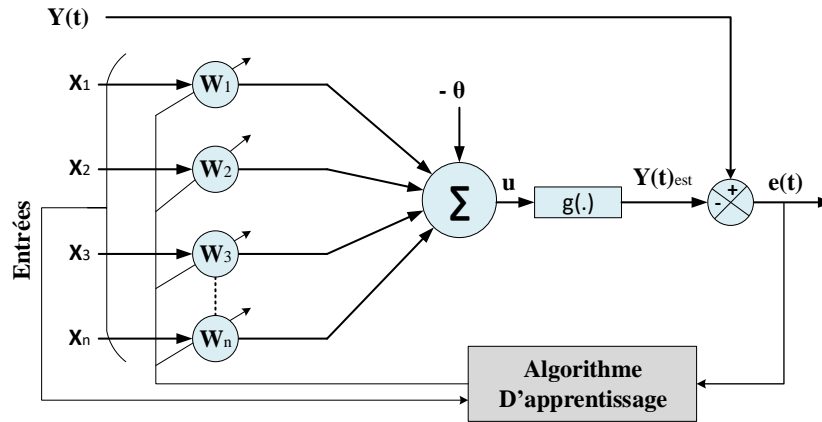 Y(t)
X1 W1
- θ
X2 W2
Σ u g(.) Y(t)est + - e(t)
Entrées
X3 W3
Xn Wn
Algorithme
D'apprentissage